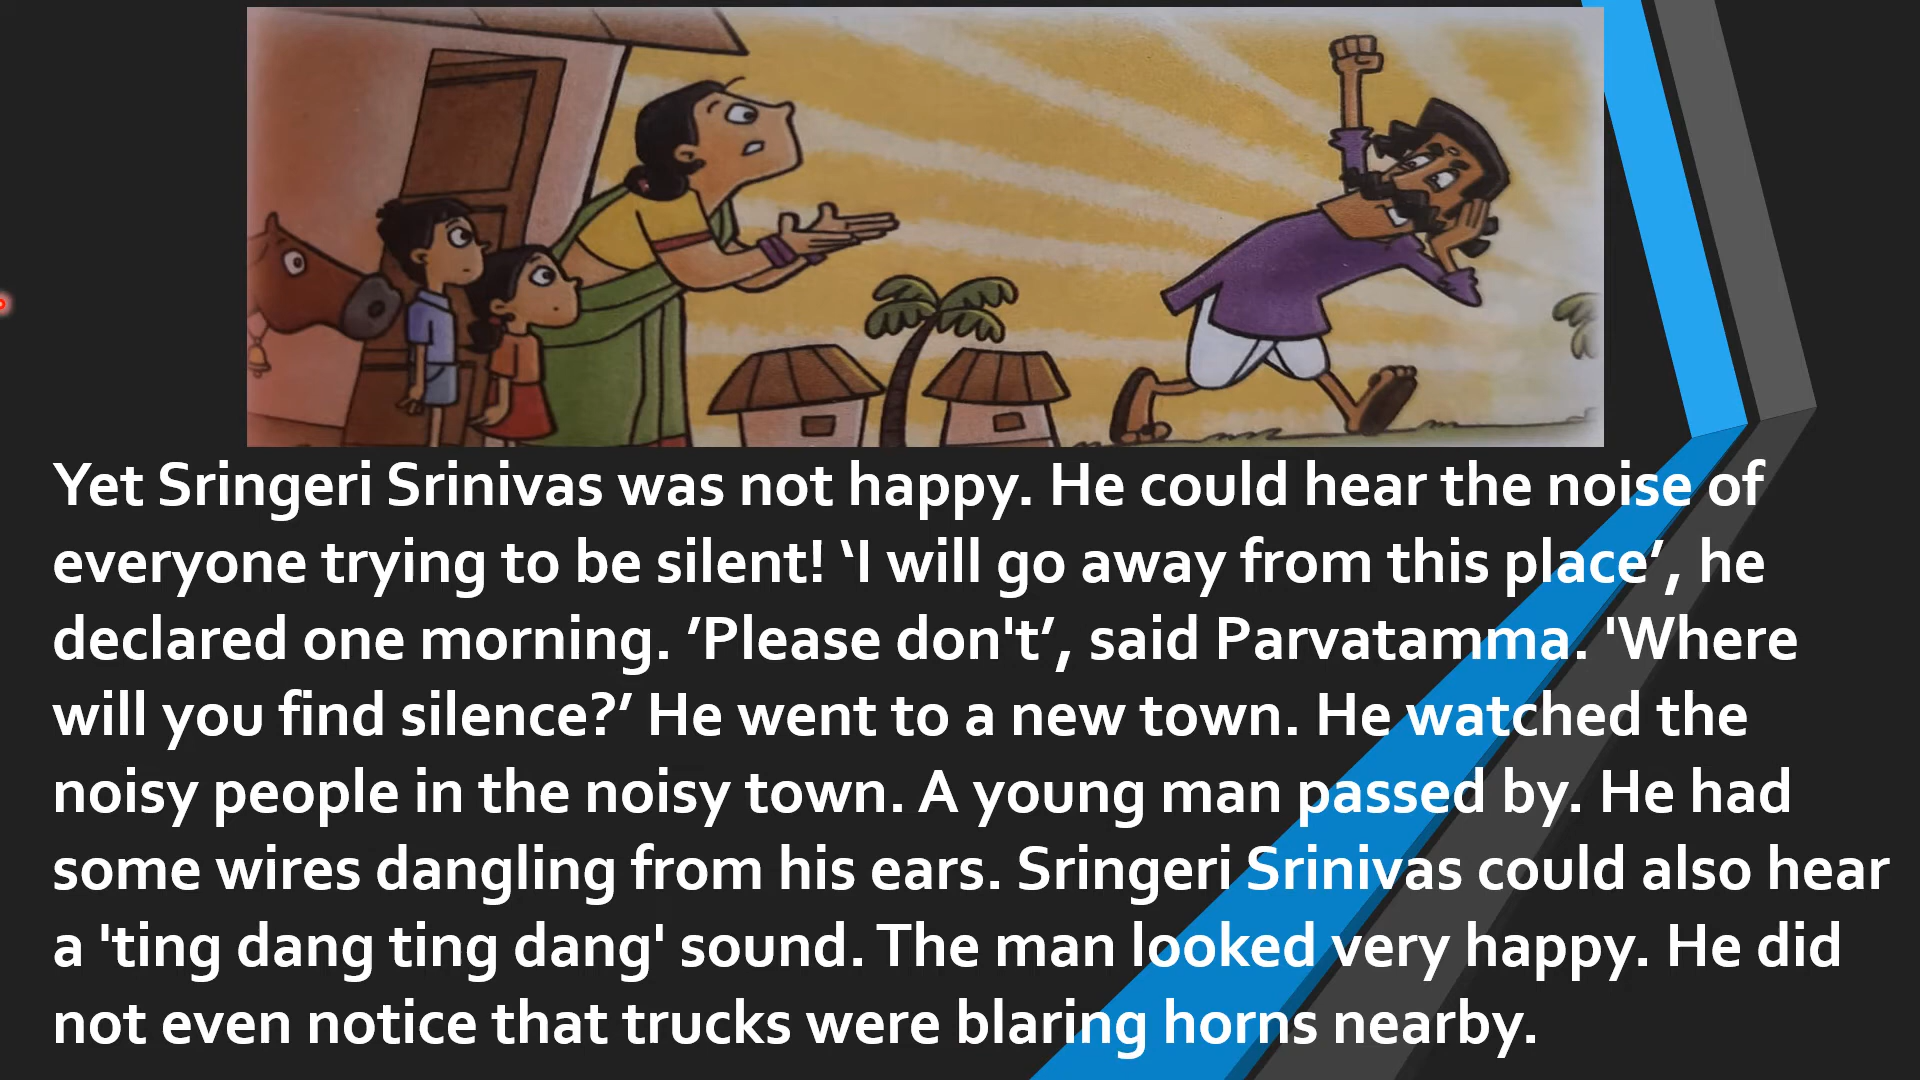 Yet Sringeri Srinivas was not happy. He could hear the noise of
everyone trying to be silent! ‘I will go away from this place’, he
declared one morning. ’Please don't’, said Parvatamma. 'Where
will you find silence?’ He went to a new town. He watched the
noisy people in the noisy town. A young man passed by. He had
some wires dangling from his ears. Sringeri Srinivas could also hear
a 'ting dang ting dang' sound. The man looked very happy. He did
not even notice that trucks were blaring horns nearby.